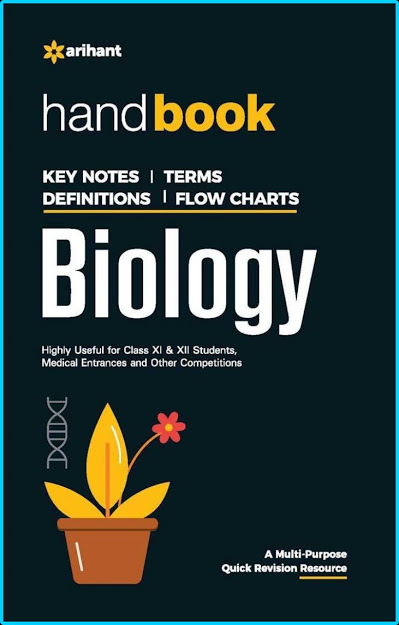 arihant
handbook
KEY NOTES | TERMS
DEFINITIONS | FLOW CHARTS
Biology
Highly Useful for Class XI & XII Students,
Medical Entrances and Other Competitions
A Multi-Purpose
Quick Revision Resource